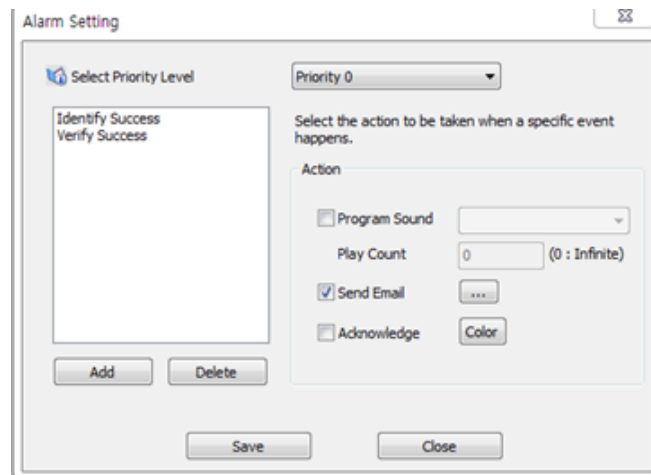 Alarm Setting
Select Priority Level
Priority 0
Identify Success
Verify Success
Select the action to be taken when a specific event
happens.
Action
Program Sound
Play Count
0
(0 : Infinite)
Send Email
...
Acknowledge
Color
Add
Delete
Save
Close